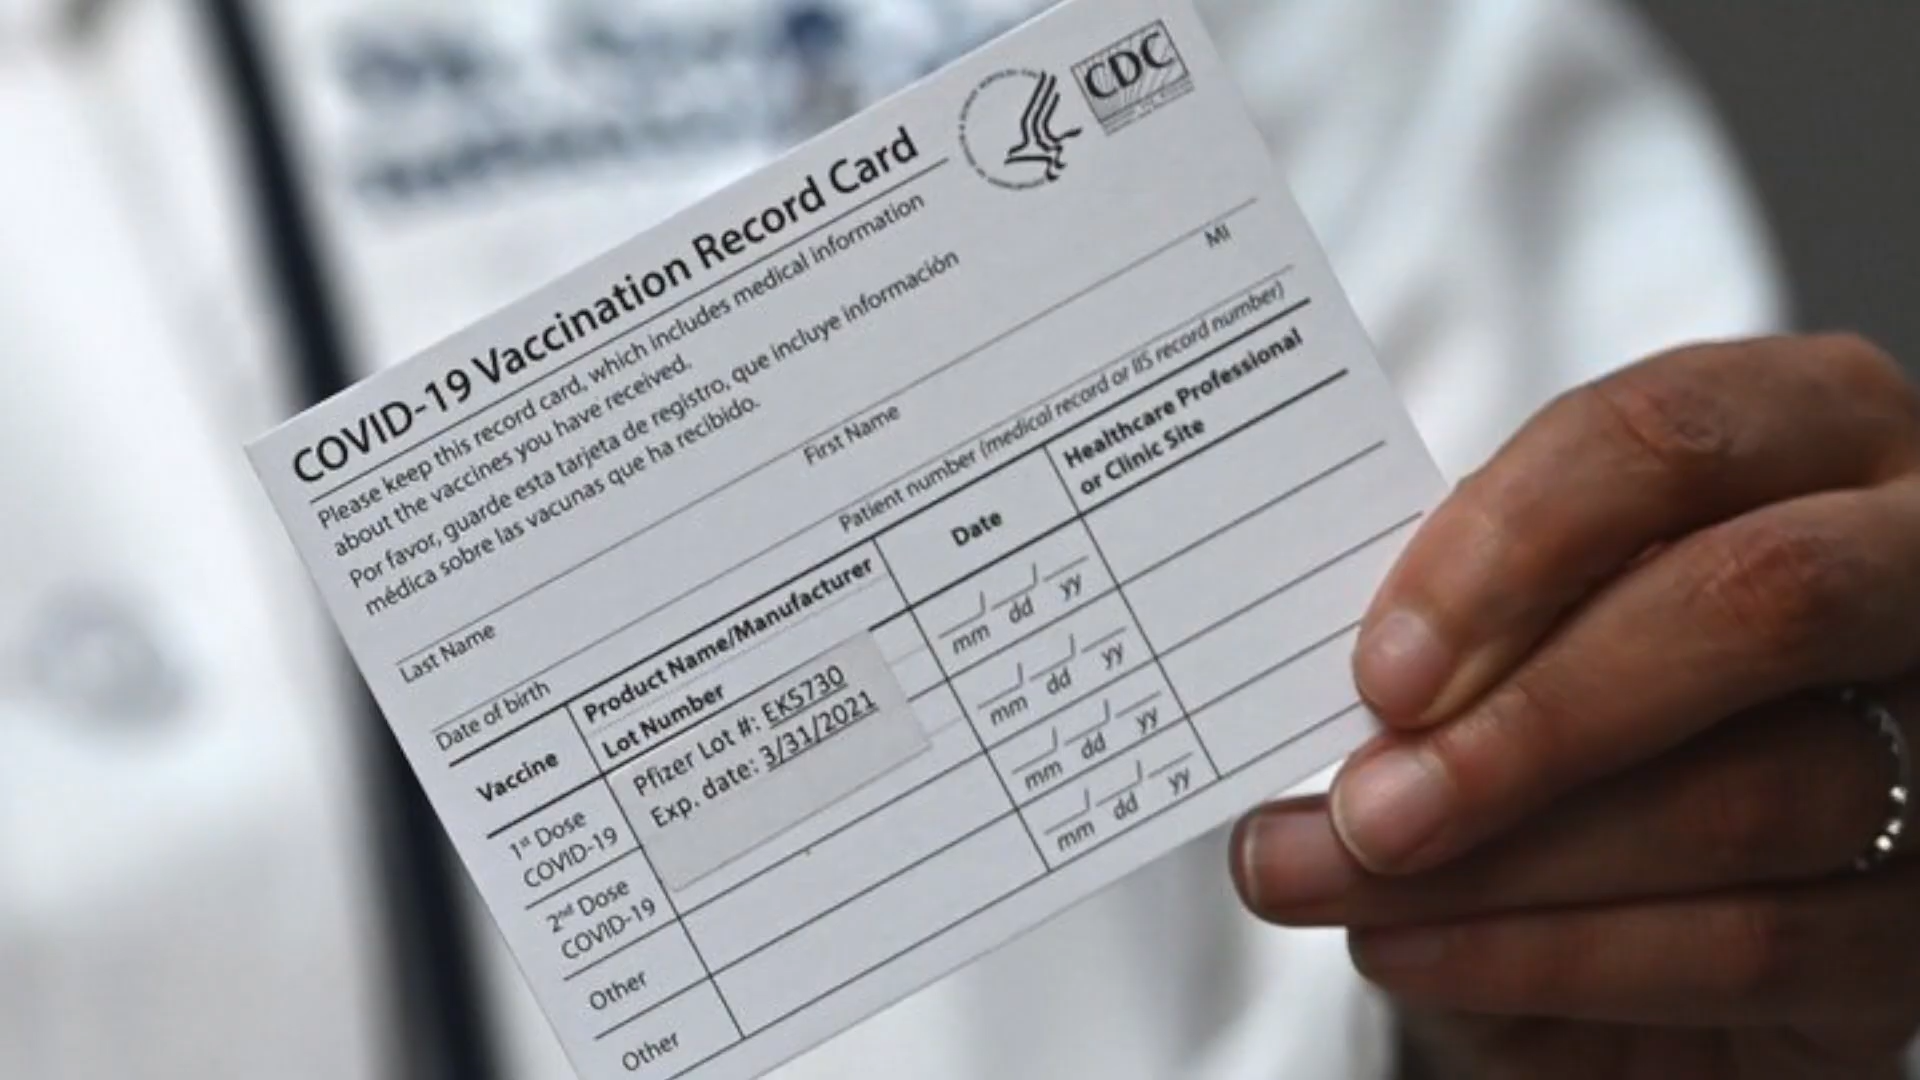 CDC
COVID-19 Vaccination Record Card
Please keep this record card, which includes medical information
about the vaccines you have received.
Por favor, guarde esta tarjeta de registro, que incluye información
médica sobre las vacunas que ha recibido.
Last Name First Name MI
Date of birth Patient number (medical record or IIS record number)
Vaccine
Product Name/Manufacturer
Lot Number
Date
Healthcare Professional
or Clinic Site
1st Dose
COVID-19
Pfizer Lot #: EK5730
Exp. date: 3/31/2021
mm dd yy
2nd Dose
COVID-19
mm dd yy
Other
mm dd yy
Other
mm dd yy